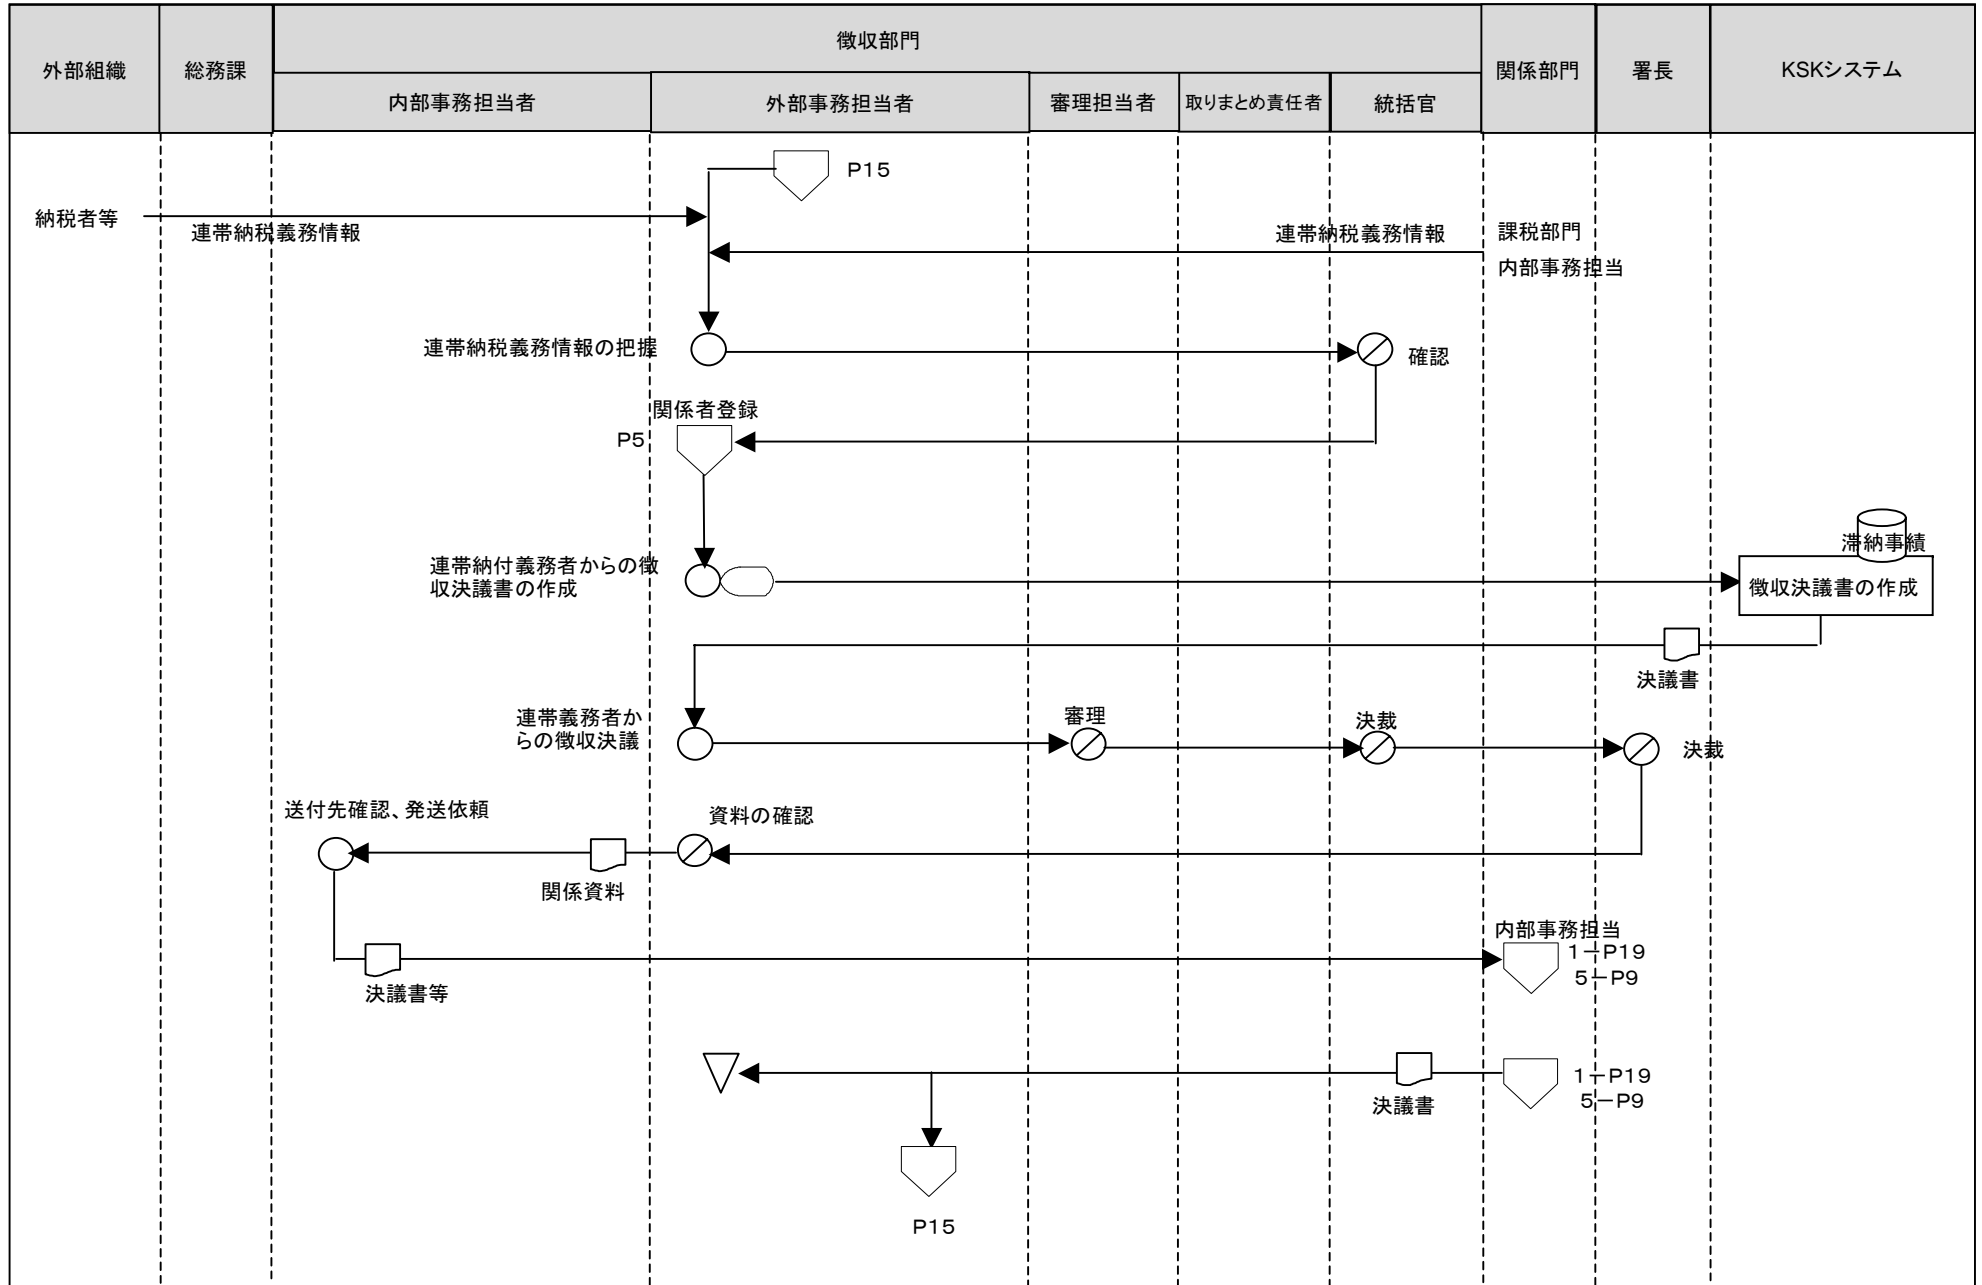 徴収部門
外部組織
総務課
関係部門
署長
KSKシステム
内部事務担当者
外部事務担当者
審理担当者
取りまとめ責任者
統括官
P15
納税者等
連帯納税義務情報
連帯納税義務情報
課税部門
内部事務担当
連帯納税義務情報の把握
確認
関係者登録
P5
滞納事績
連帯納付義務者からの徴
収決議書の作成
徴収決議書の作成
決議書
連帯義務者か
らの徴収決議
審理
決裁
決裁
送付先確認、発送依頼
資料の確認
関係資料
内部事務担当
1-P19
5-P9
決議書等
1-P19
5-P9
決議書
P15